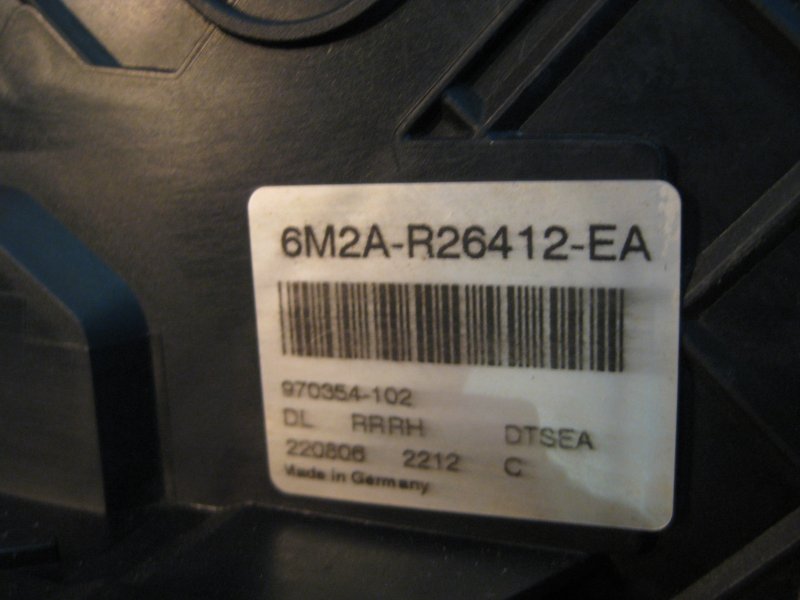 6M2A-R26412-EA
970354-102
DL RRRH DTSEA
220806 2212 C
Made in Germany